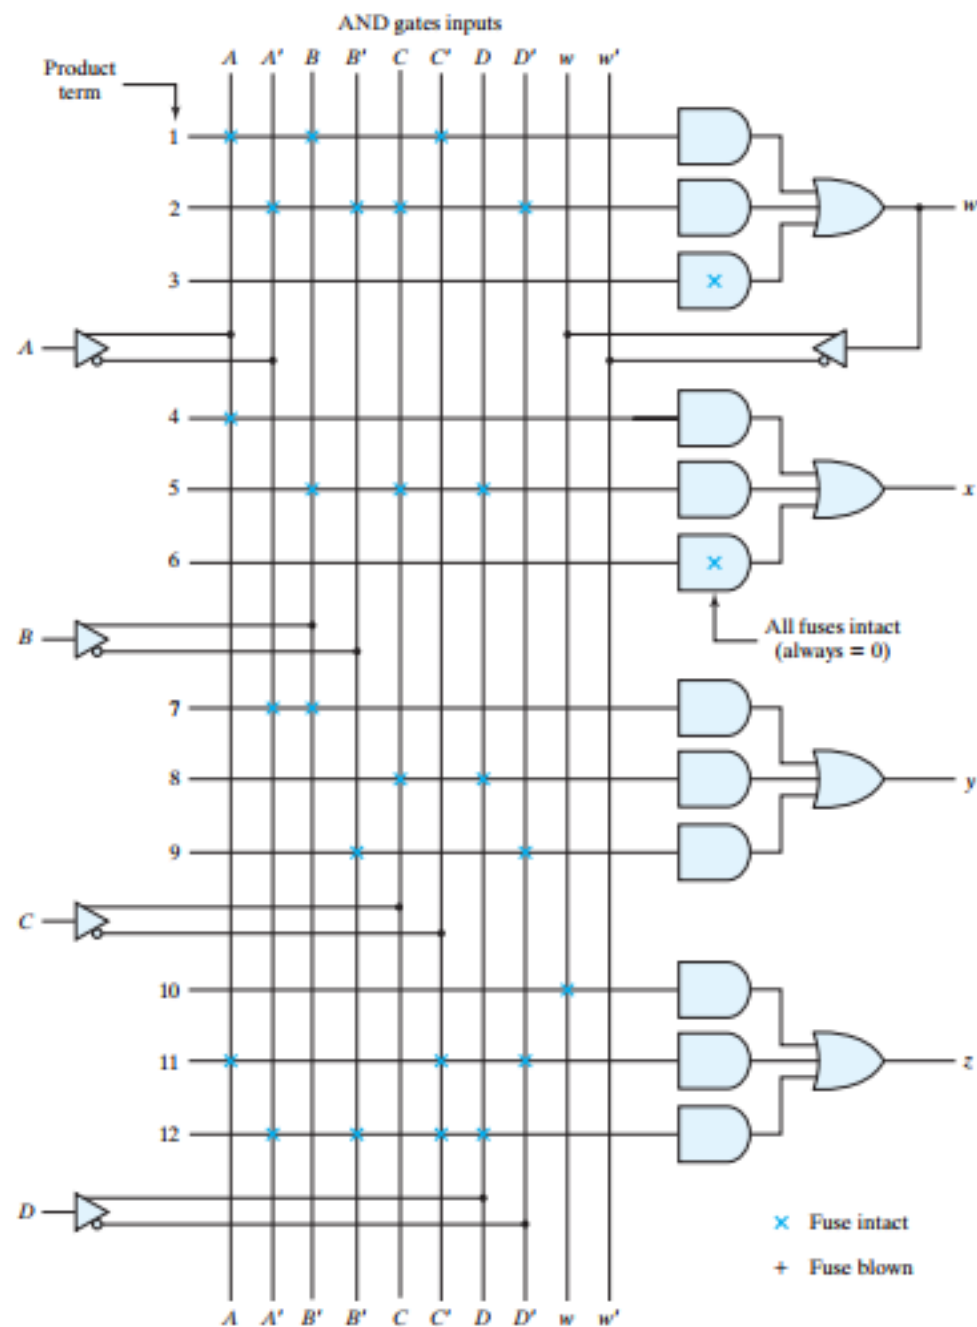 AND gates inputs
A A' B B' C C' D D' w w'
Product
term
1
2
w
3
A
4
5
x
6
All fuses intact
(always = 0)
B
7
8
y
9
C
10
11
z
12
D
Fuse intact
+ Fuse blown
A A' B' B' C C' D D' w w'